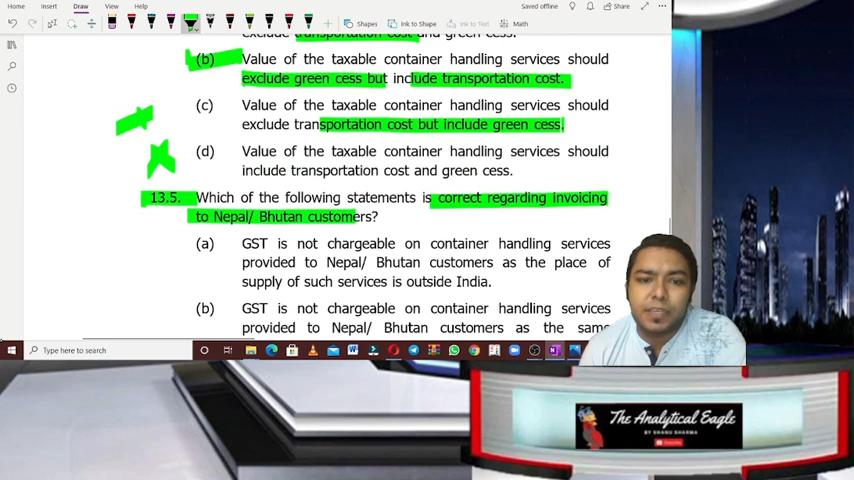 Home Insert Draw View Help
Saved offline
Share
Shapes Ink to Shape Ink to Text Math
exclude transportation cost and green cess.
(b) Value of the taxable container handling services should
exclude green cess but include transportation cost.
(c) Value of the taxable container handling services should
exclude transportation cost but include green cess.
(d) Value of the taxable container handling services should
include transportation cost and green cess.
13.5. Which of the following statements is correct regarding invoicing
to Nepal/ Bhutan customers?
(a) GST is not chargeable on container handling services
provided to Nepal/ Bhutan customers as the place of
supply of such services is outside India.
(b) GST is not chargeable on container handling services
provided to Nepal/ Bhutan customers as the same
Type here to search
The Analytical Eagle
BY SHANU SHARMA